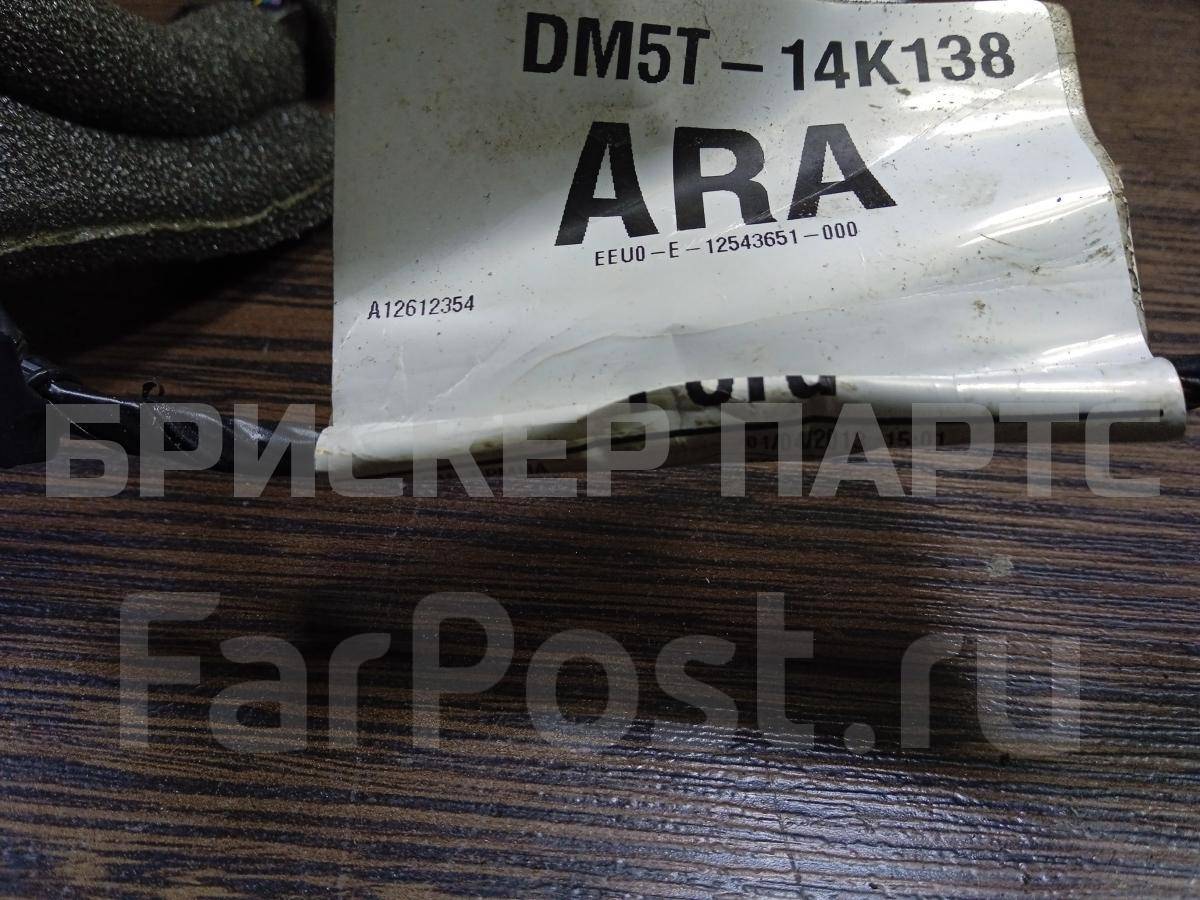 DM5T-14K138
ARA
EEU0-E-12543651-000
A12612354
БРИСКЕР ПАРТС
FarPost.ru